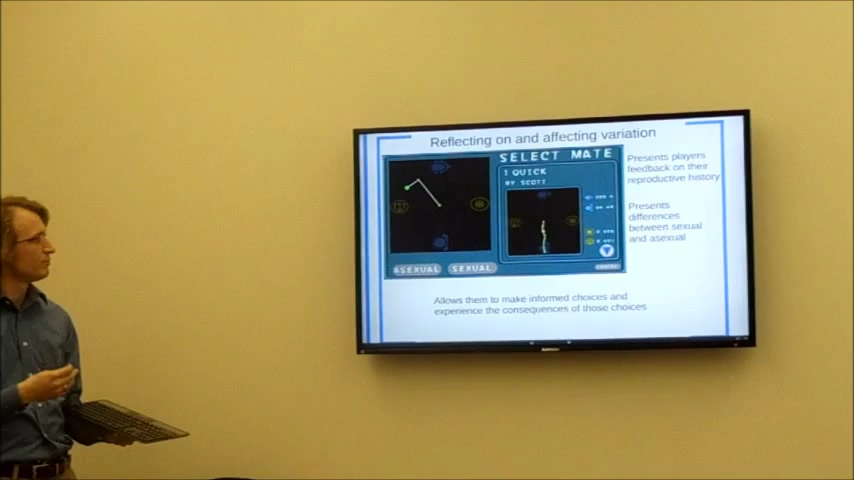 Reflecting on and affecting variation
SELECT MATE
1 QUICK
BY SCOTT
ASEXUAL
SEXUAL
Presents players
feedback on their
reproductive history
Presents
differences
between sexual
and asexual
Allows them to make informed choices and
experience the consequences of those choices